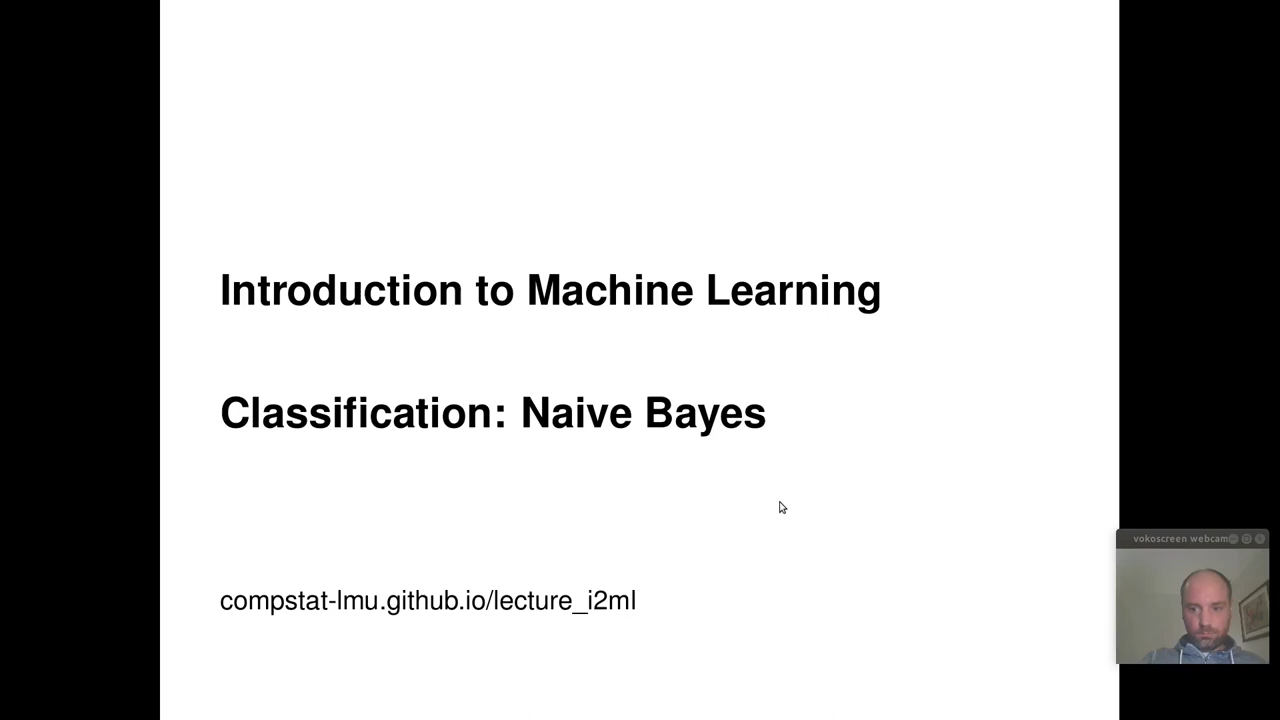 Introduction to Machine Learning
Classification: Naive Bayes
compstat-lmu.github.io/lecture_i2ml
vokoscreen webcam